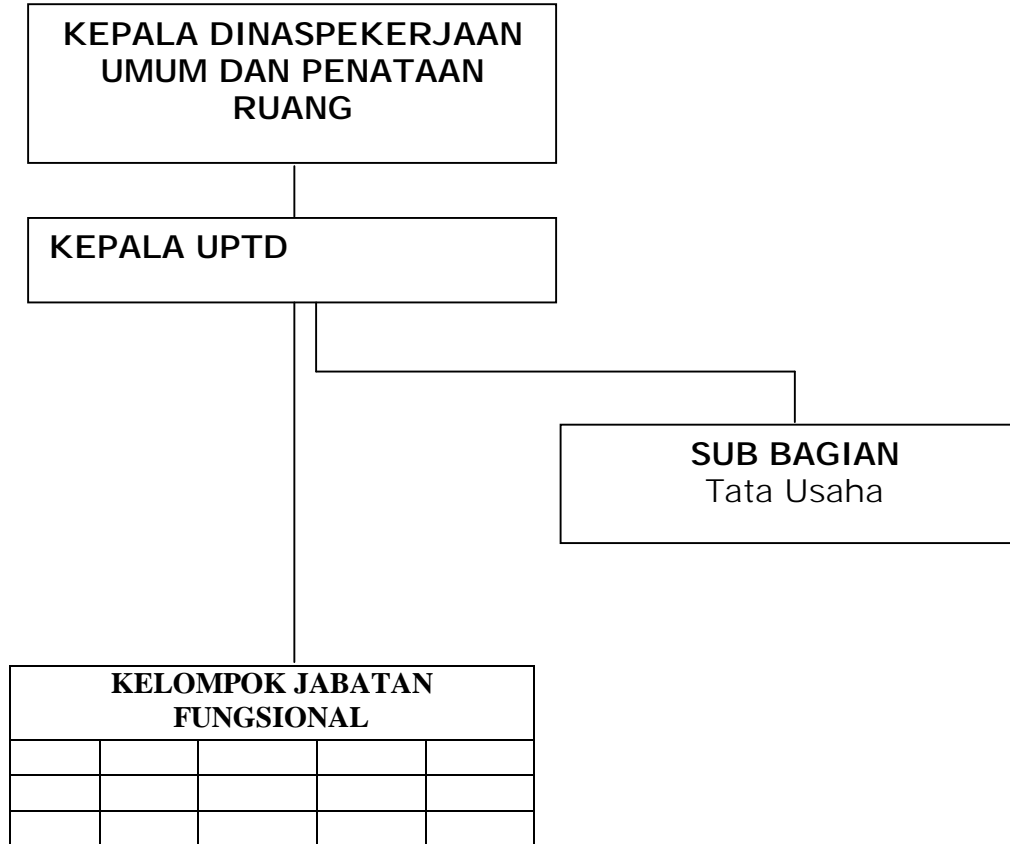 KEPALA DINASPEKERJAAN
UMUM DAN PENATAAN
RUANG
KEPALA UPTD
SUB BAGIAN
Tata Usaha
KELOMPOK JABATAN
FUNGSIONAL